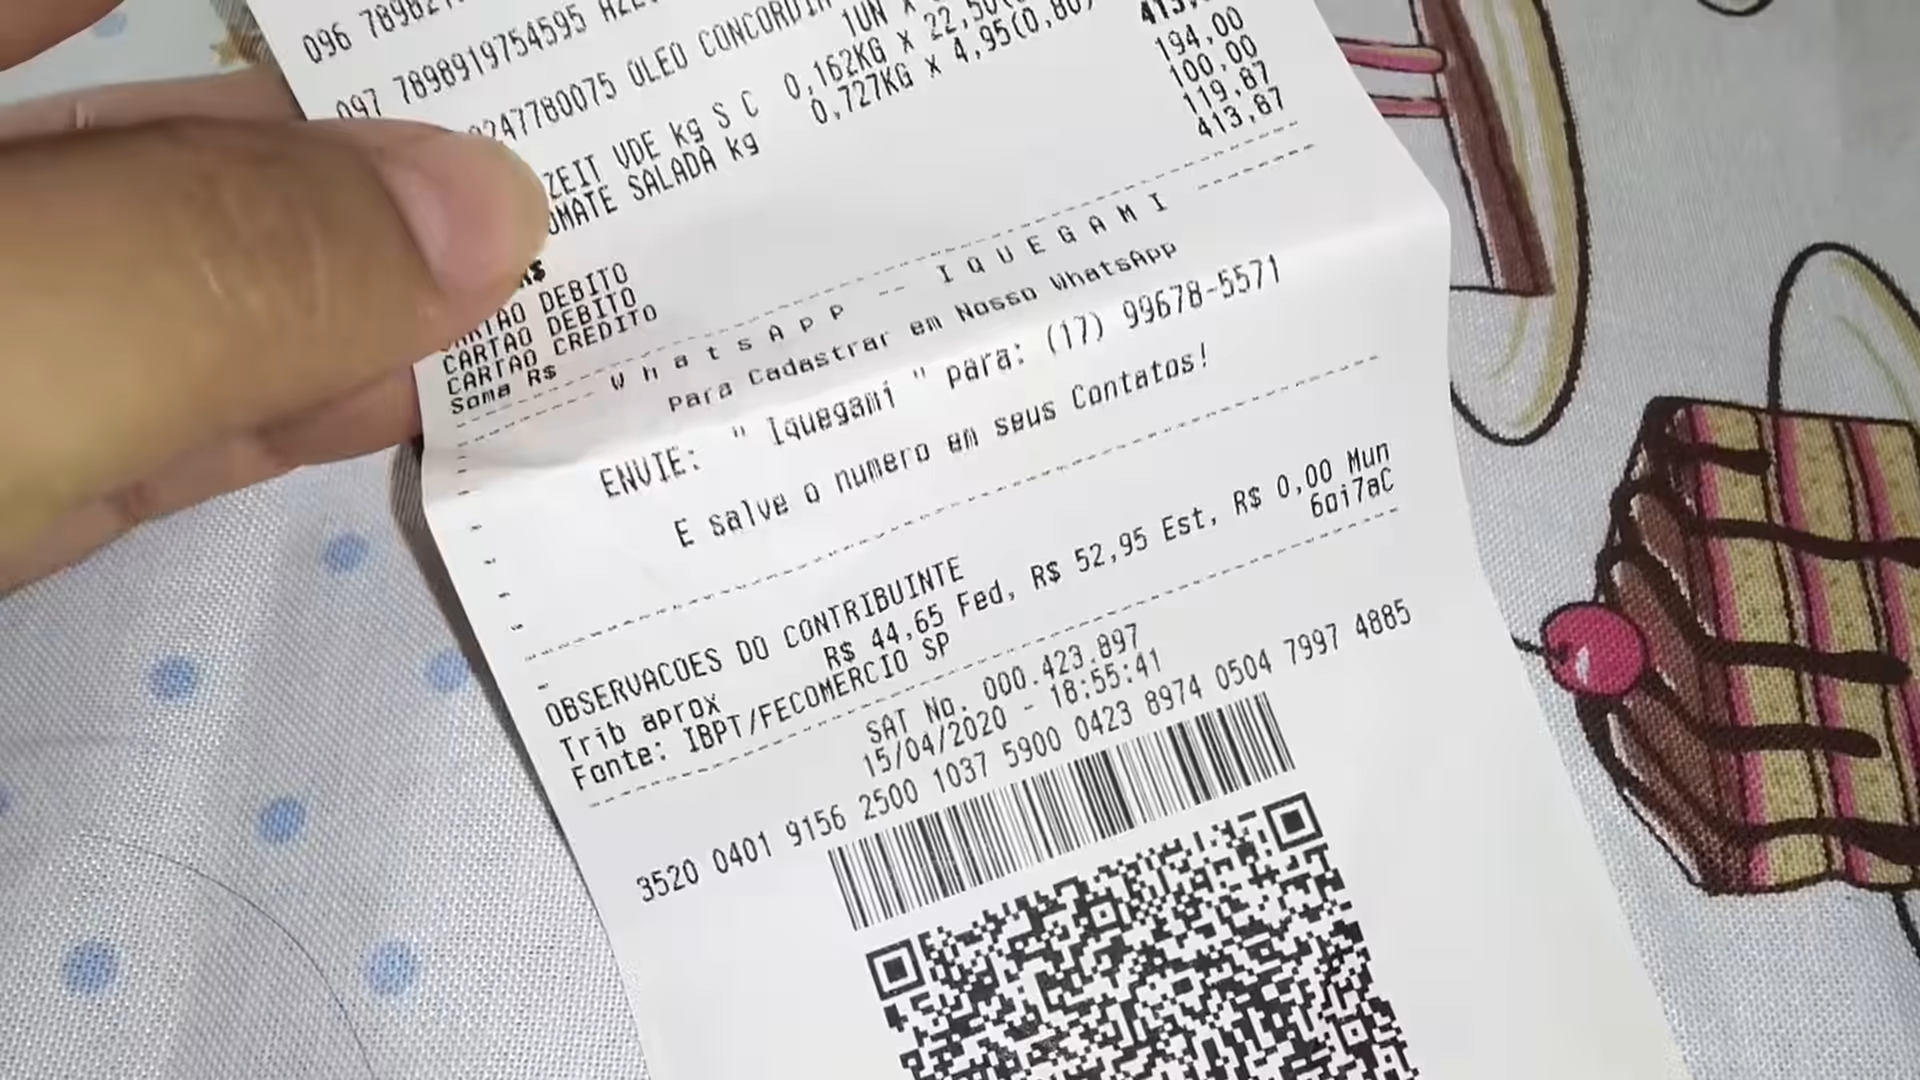 096 78982
097 7898919754595 AZE
0247780075 OLEO CONCORDIA
1UN X
ZEIT VDE kg S C 0,162KG X 22,50
OMATE SALADA kg 0,727KG X 4,95(0,80)
R$ 413,
CARTAO DEBITO 194,00
CARTAO DEBITO 100,00
CARTAO CREDITO 119,87
Soma R$ 413,87
W h a t s A P P -- I Q U E G A M I
Para Cadastrar em Nosso WhatsApp
ENVIE: " Iquegami " para: (17) 99678-5571
E salve o numero em seus Contatos!
OBSERVACOES DO CONTRIBUINTE
Trib aprox R$ 44,65 Fed, R$ 52,95 Est, R$ 0,00 Mun
Fonte: IBPT/FECOMERCIO SP 6oi7aC
SAT No. 000.423.897
15/04/2020 - 18:55:41
3520 0401 9156 2500 1037 5900 0423 8974 0504 7997 4885